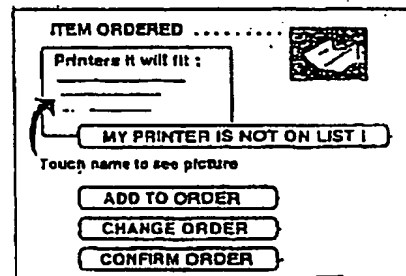 ITEM ORDERED ..........
Printers it will fit :
MY PRINTER IS NOT ON LIST !
Touch name to see picture
ADD TO ORDER
CHANGE ORDER
CONFIRM ORDER